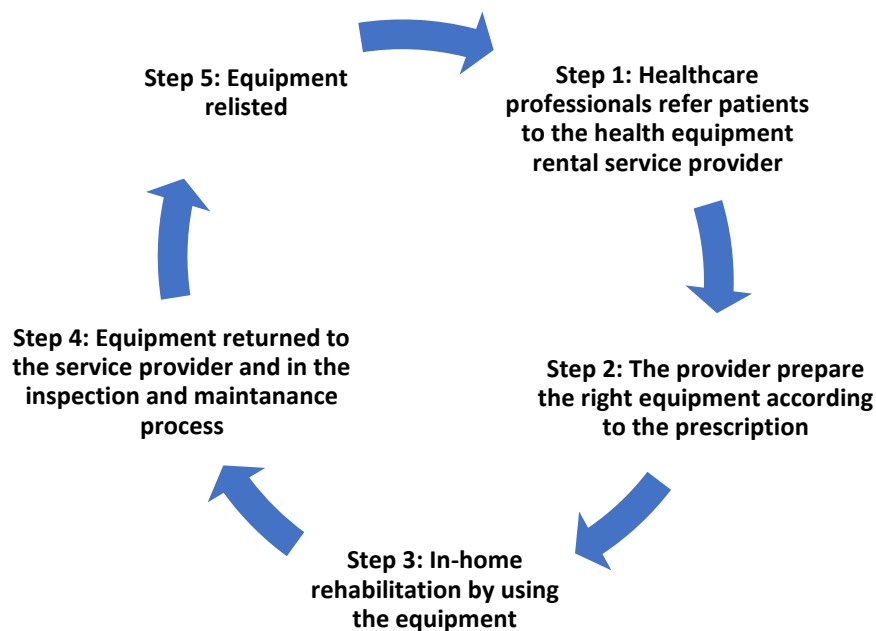 Step 1: Healthcare
professionals refer patients
to the health equipment
rental service provider
Step 2: The provider prepare
the right equipment according
to the prescription
Step 3: In-home
rehabilitation by using
the equipment
Step 4: Equipment returned to
the service provider and in the
inspection and maintanance
process
Step 5: Equipment
relisted